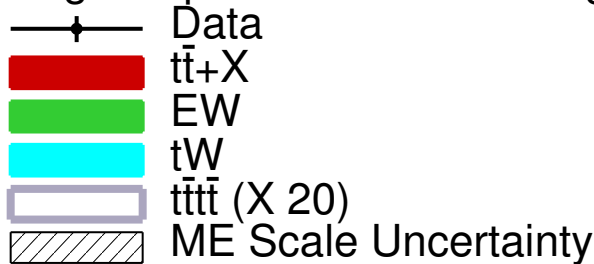 Data
tt̄+X
EW
tW
tt̄tt̄ (X 20)
ME Scale Uncertainty